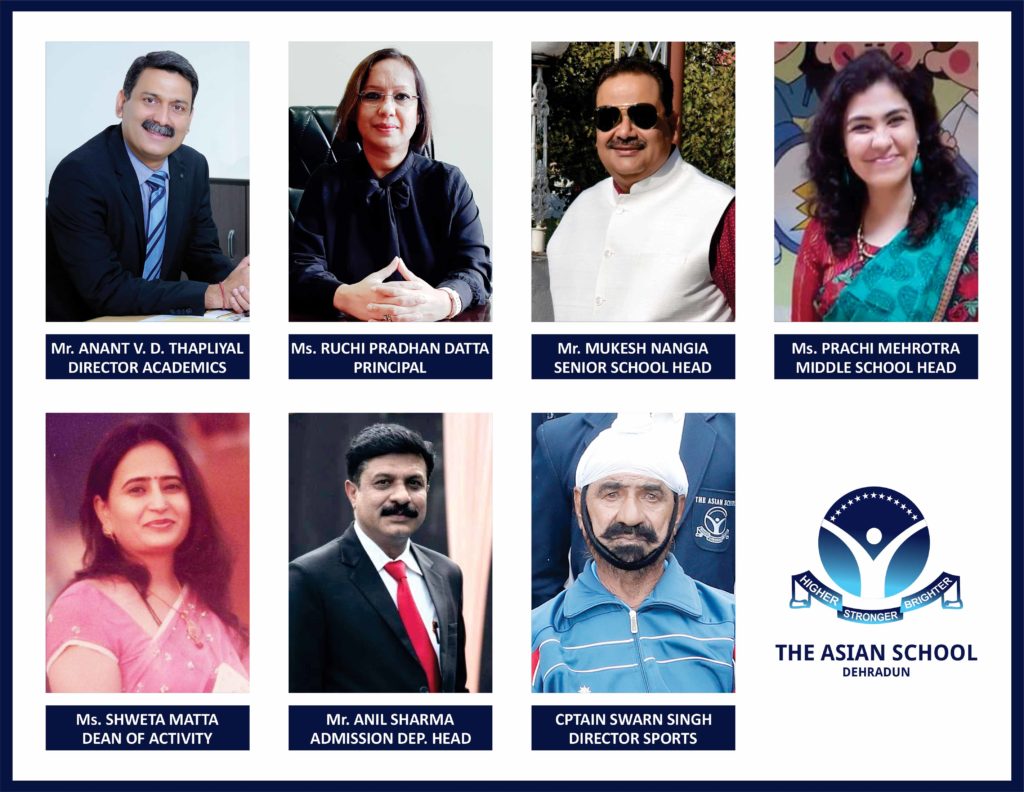 Mr. ANANT V. D. THAPLIYAL
DIRECTOR ACADEMICS
Ms. RUCHI PRADHAN DATTA
PRINCIPAL
Mr. MUKESH NANGIA
SENIOR SCHOOL HEAD
Ms. PRACHI MEHROTRA
MIDDLE SCHOOL HEAD
Ms. SHWETA MATTA
DEAN OF ACTIVITY
Mr. ANIL SHARMA
ADMISSION DEP. HEAD
THE ASIAN
CPTAIN SWARN SINGH
DIRECTOR SPORTS
HIGHER
STRONGER
BRIGHTER
THE ASIAN SCHOOL
DEHRADUN